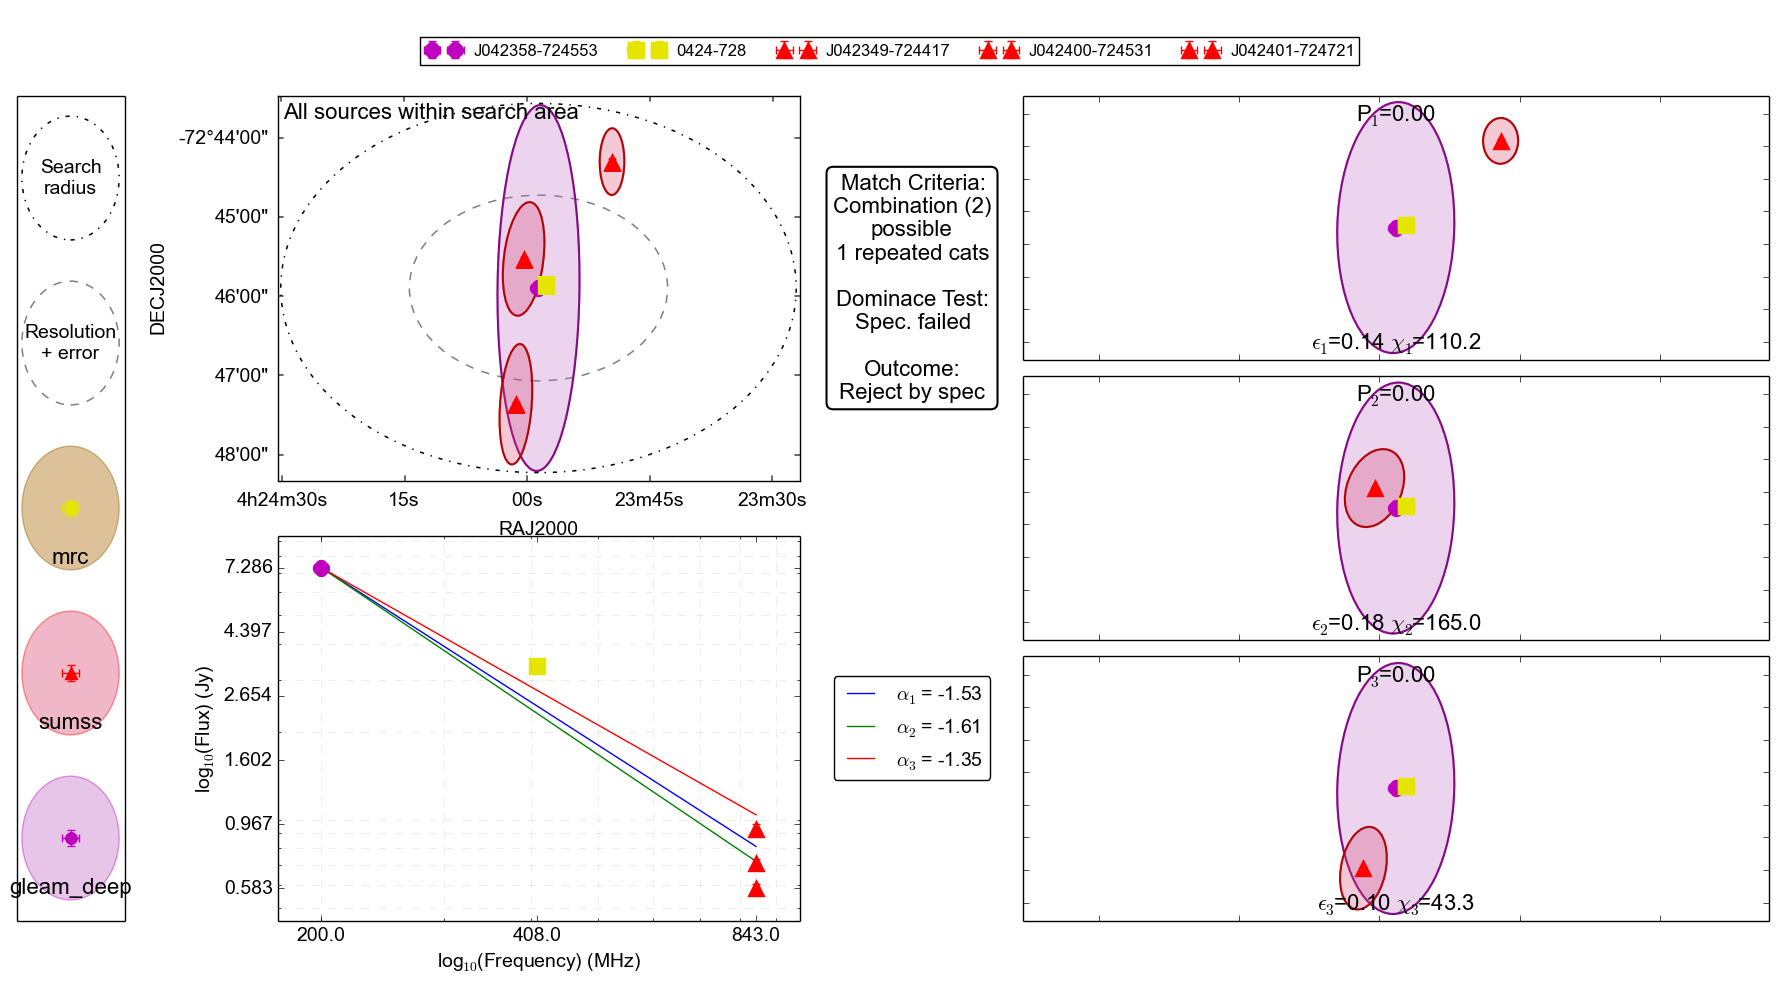 J042358-724553 0424-728 J042349-724417 J042400-724531 J042401-724721
Search
radius
Resolution
+ error
mrc
sumss
gleam_deep
All sources within search area
DECJ2000
-72°44'00"
45'00"
46'00"
47'00"
48'00"
4h24m30s 15s 00s 23m45s 23m30s
RAJ2000
log₁₀(Flux) (Jy)
7.286
4.397
2.654
1.602
0.967
0.583
200.0 408.0 843.0
log₁₀(Frequency) (MHz)
Match Criteria:
Combination (2)
possible
1 repeated cats
Dominace Test:
Spec. failed
Outcome:
Reject by spec
α₁ = -1.53
α₂ = -1.61
α₃ = -1.35
P₁=0.00
ϵ₁=0.14 χ₁=110.2
P₂=0.00
ϵ₂=0.18 χ₂=165.0
P₃=0.00
ϵ₃=0.10 χ₃=43.3